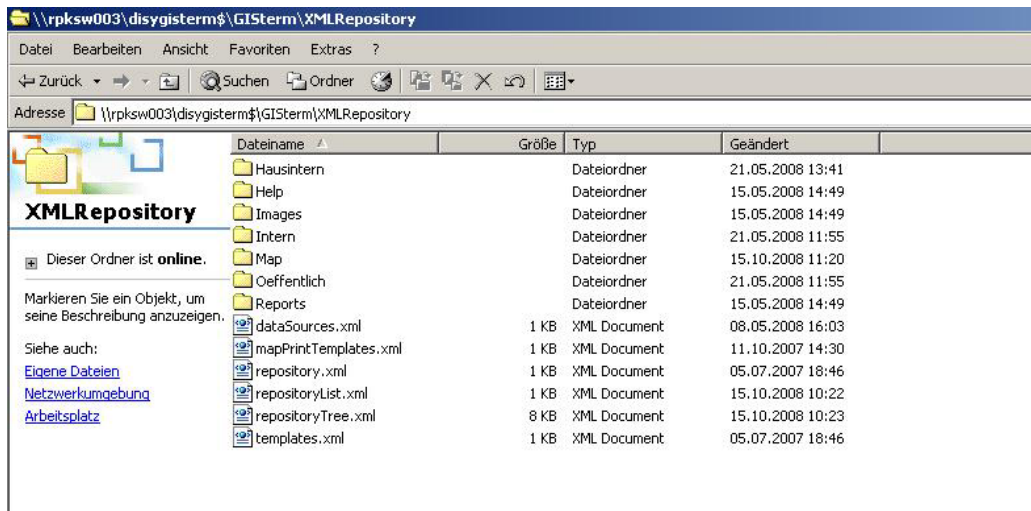 \\rpksw003\disygisterm$\GISterm\XMLRepository
Datei Bearbeiten Ansicht Favoriten Extras ?
Zurück Suchen Ordner
Adresse \\rpksw003\disygisterm$\GISterm\XMLRepository
XMLRepository
Dieser Ordner ist online.
Markieren Sie ein Objekt, um
seine Beschreibung anzuzeigen.
Siehe auch:
Eigene Dateien
Netzwerkumgebung
Arbeitsplatz
Dateiname Größe Typ Geändert
Hausintern Dateiordner 21.05.2008 13:41
Help Dateiordner 15.05.2008 14:49
Images Dateiordner 15.05.2008 14:49
Intern Dateiordner 21.05.2008 11:55
Map Dateiordner 15.10.2008 11:20
Oeffentlich Dateiordner 21.05.2008 11:55
Reports Dateiordner 15.05.2008 14:49
dataSources.xml 1 KB XML Document 08.05.2008 16:03
mapPrintTemplates.xml 1 KB XML Document 11.10.2007 14:30
repository.xml 1 KB XML Document 05.07.2007 18:46
repositoryList.xml 1 KB XML Document 15.10.2008 10:22
repositoryTree.xml 8 KB XML Document 15.10.2008 10:23
templates.xml 1 KB XML Document 05.07.2007 18:46